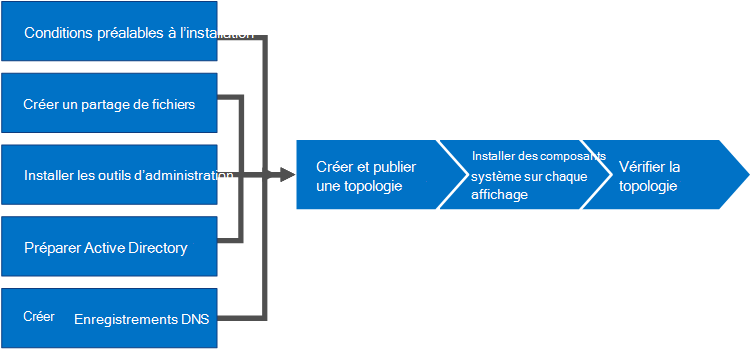 Conditions préalables à l'installation
Créer un partage de fichiers
Installer les outils d'administration
Préparer Active Directory
Créer Enregistrements DNS
Créer et publier
une topologie
Installer des composants
système sur chaque
affichage
Vérifier la
topologie